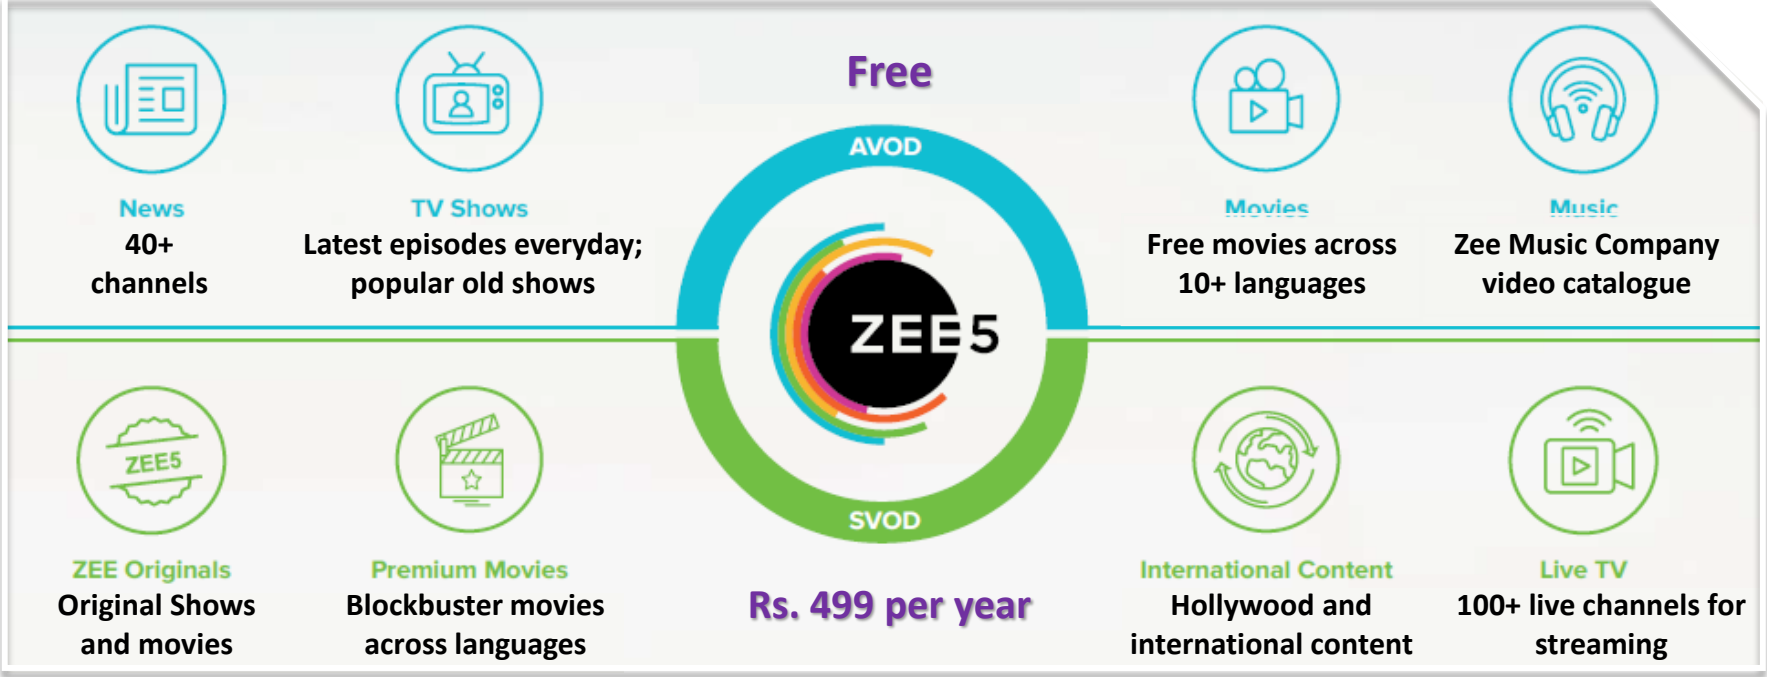 Free
AVOD
News
40+
channels
TV Shows
Latest episodes everyday;
popular old shows
Movies
Free movies across
10+ languages
Music
Zee Music Company
video catalogue
ZEE5
ZEE5
ZEE Originals
Original Shows
and movies
Premium Movies
Blockbuster movies
across languages
SVOD
Rs. 499 per year
International Content
Hollywood and
international content
Live TV
100+ live channels for
streaming